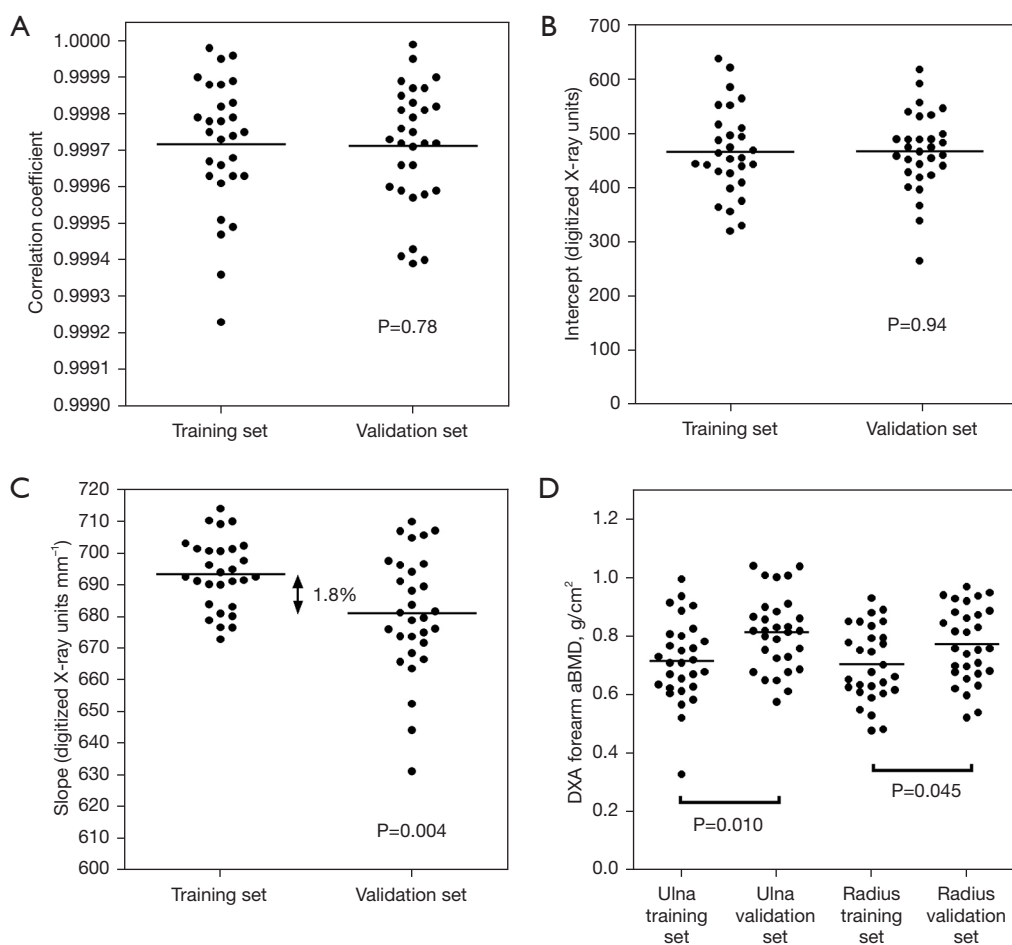 A
Correlation coefficient
1.0000
0.9999
0.9998
0.9997
0.9996
0.9995
0.9994
0.9993
0.9992
0.9991
0.9990
P=0.78
Training set
Validation set
B
Intercept (digitized X-ray units)
700
600
500
400
300
200
100
0
P=0.94
Training set
Validation set
C
Slope (digitized X-ray units mm⁻¹)
720
710
700
690
680
670
660
650
640
630
620
610
600
1.8%
P=0.004
Training set
Validation set
D
DXA forearm aBMD, g/cm²
1.2
1.0
0.8
0.6
0.4
0.2
0.0
P=0.010
P=0.045
Ulna
training
set
Ulna
validation
set
Radius
training
set
Radius
validation
set